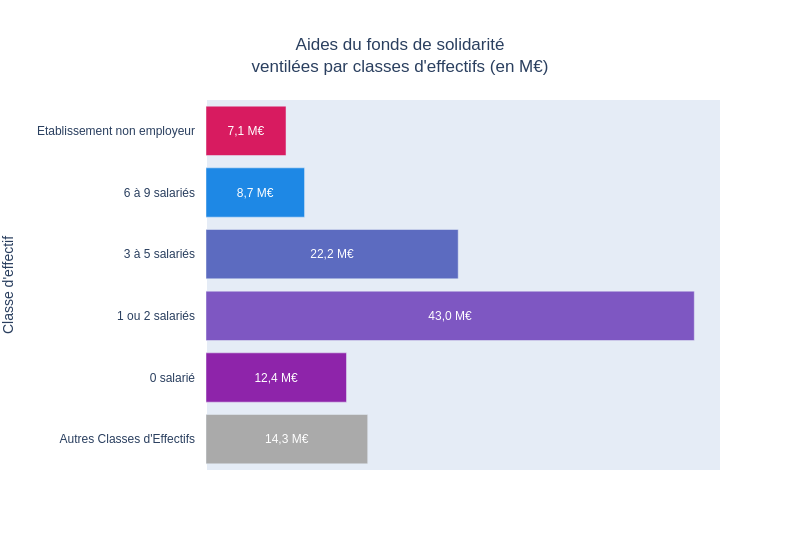 Aides du fonds de solidarité
ventilées par classes d'effectifs (en M€)
Classe d'effectif
Etablissement non employeur
7,1 M€
6 à 9 salariés
8,7 M€
3 à 5 salariés
22,2 M€
1 ou 2 salariés
43,0 M€
0 salarié
12,4 M€
Autres Classes d'Effectifs
14,3 M€